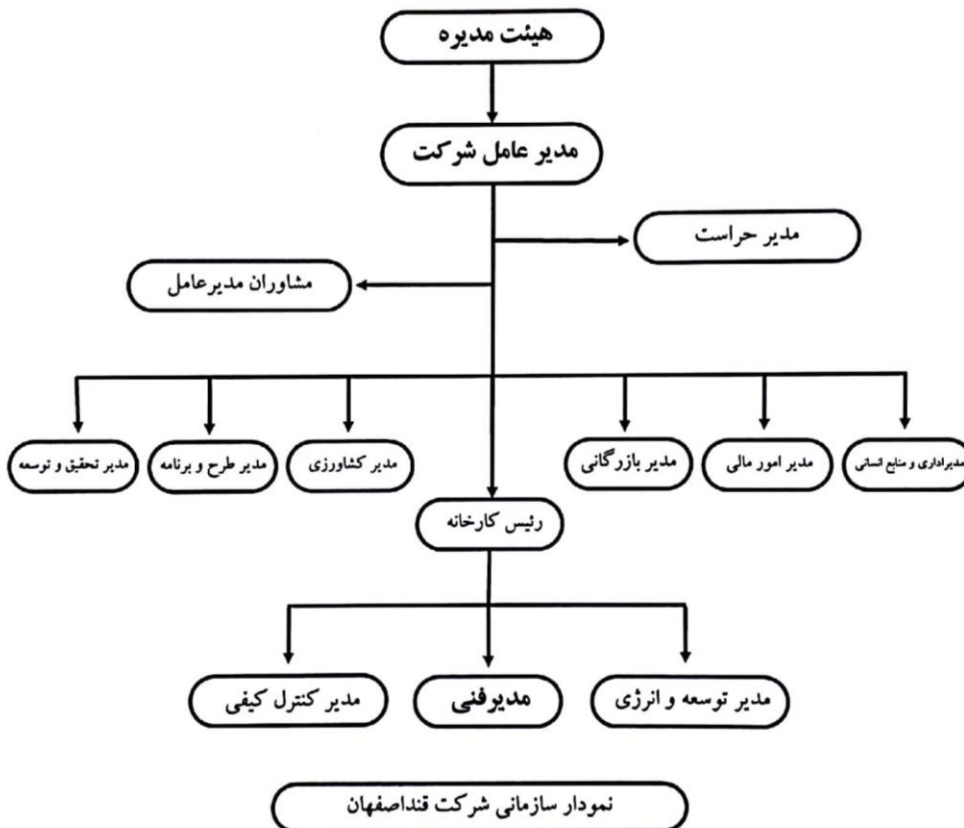 هیئت مدیره
مدیر عامل شرکت
مدیر حراست
مشاوران مدیرعامل
مدیراداری و منابع انسانی
مدیر امور مالی
مدیر بازرگانی
مدیر کشاورزی
مدیر طرح و برنامه
مدیر تحقیق و توسعه
رئیس کارخانه
مدیر توسعه و انرژی
مدیرفنی
مدیر کنترل کیفی
نمودار سازمانی شرکت قنداصفهان